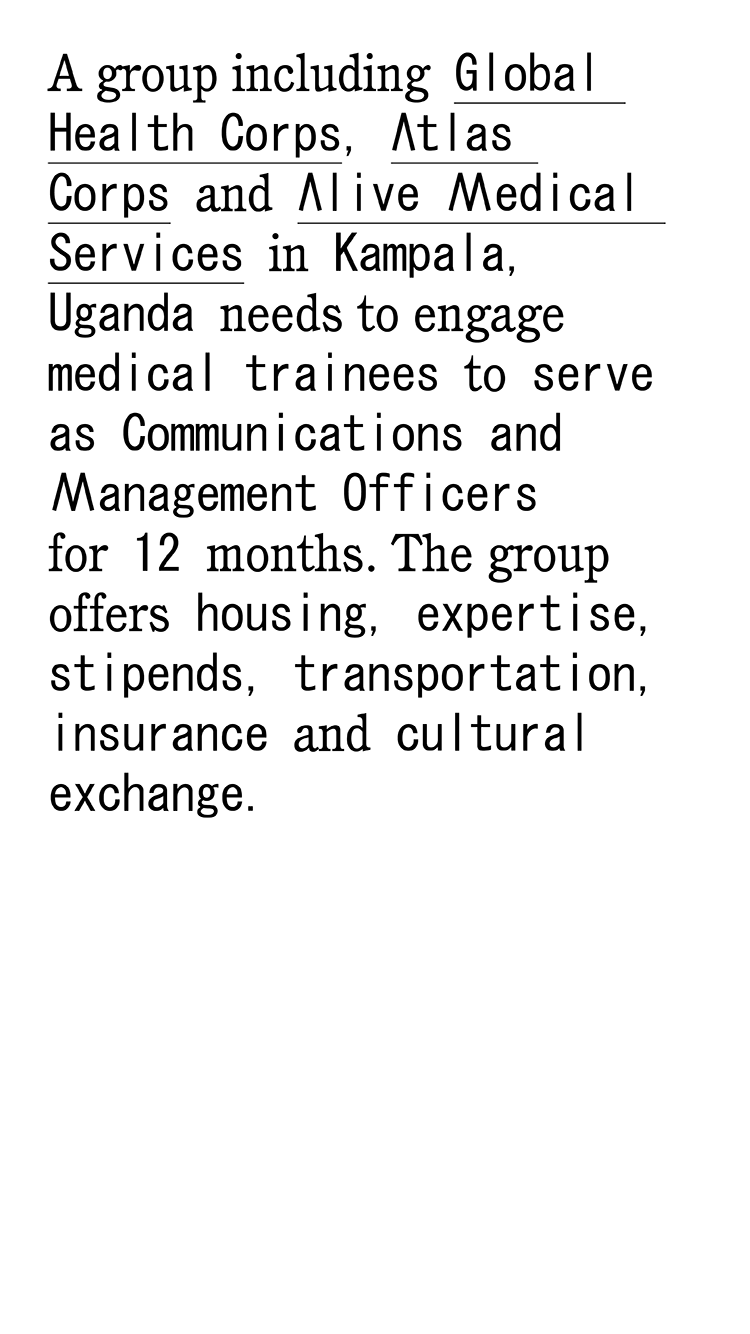 A group including Global
Health Corps, Atlas
Corps and Alive Medical
Services in Kampala,
Uganda needs to engage
medical trainees to serve
as Communications and
Management Officers
for 12 months. The group
offers housing, expertise,
stipends, transportation,
insurance and cultural
exchange.